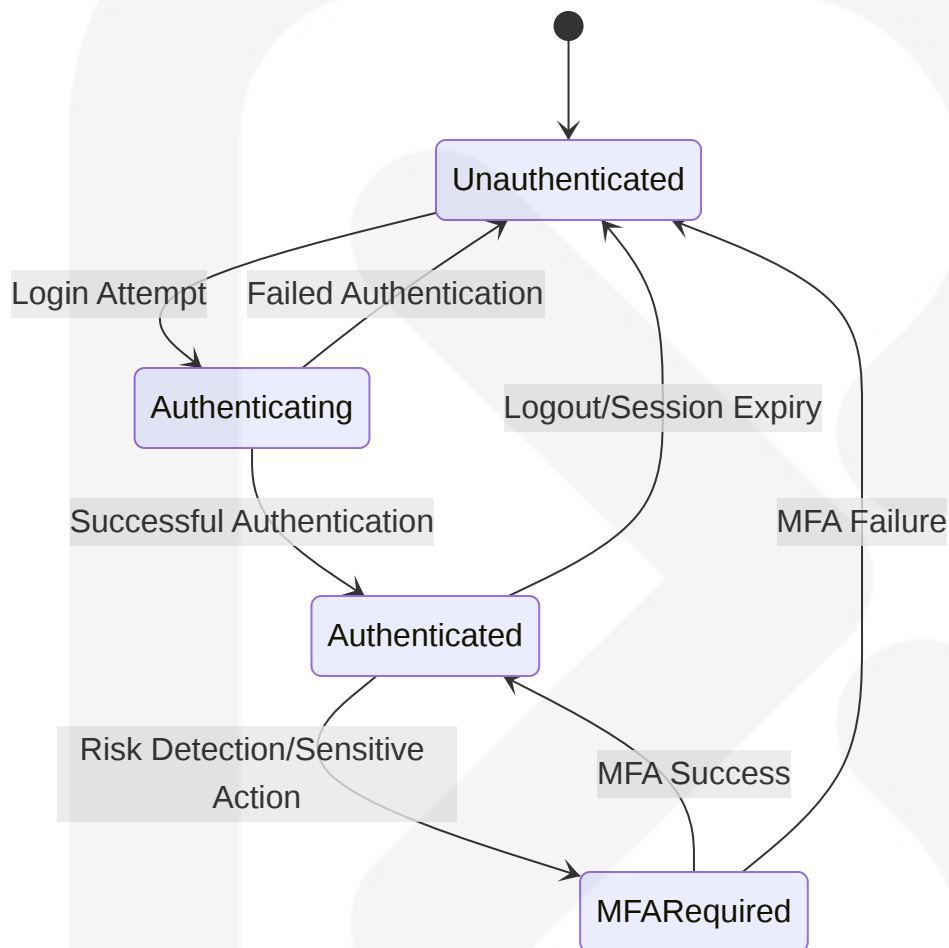 Unauthenticated
Login Attempt
Failed Authentication
Authenticating
Logout/Session Expiry
Successful Authentication
MFA Failure
Authenticated
Risk Detection/Sensitive
Action
MFA Success
MFARequired